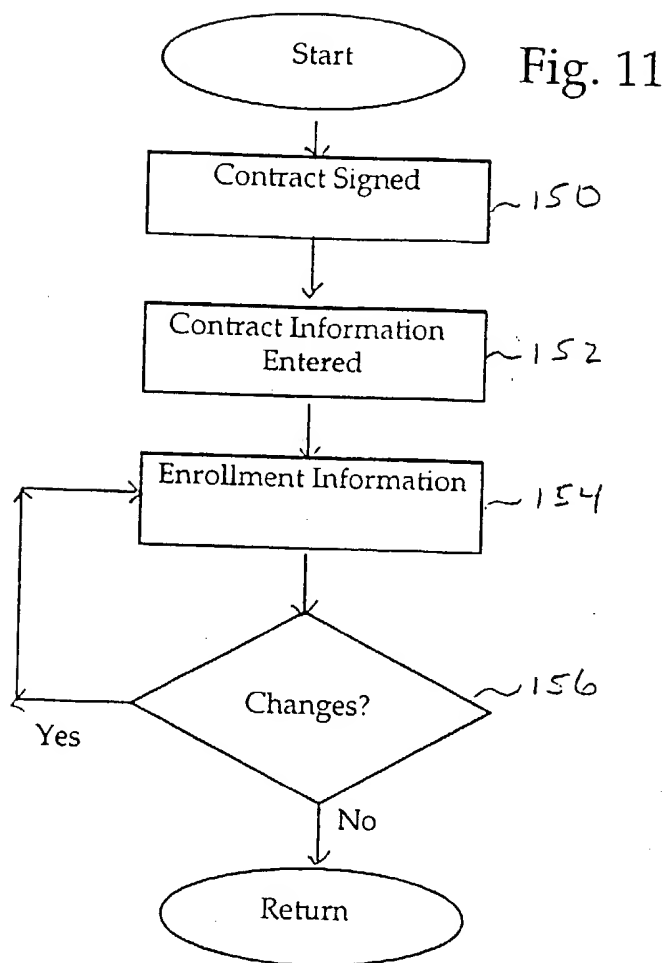 Start
Fig. 11
Contract Signed
150
Contract Information
Entered
152
Enrollment Information
154
Changes?
156
Yes
No
Return